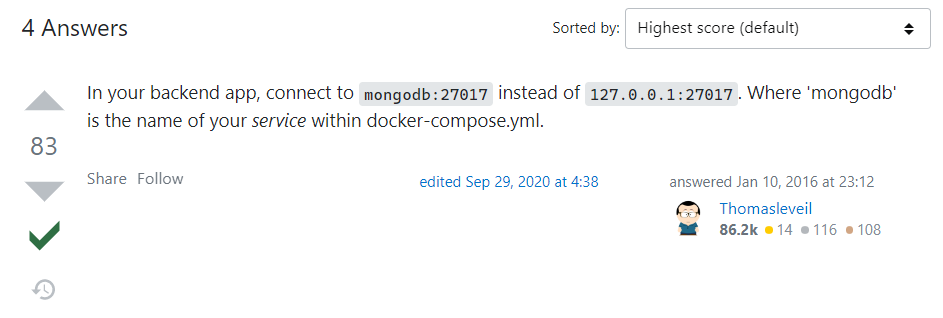 4 Answers
Sorted by: Highest score (default)
In your backend app, connect to mongodb:27017 instead of 127.0.0.1:27017. Where 'mongodb'
is the name of your service within docker-compose.yml.
83
Share Follow
edited Sep 29, 2020 at 4:38
answered Jan 10, 2016 at 23:12
Thomasleveil
86.2k 14 116 108